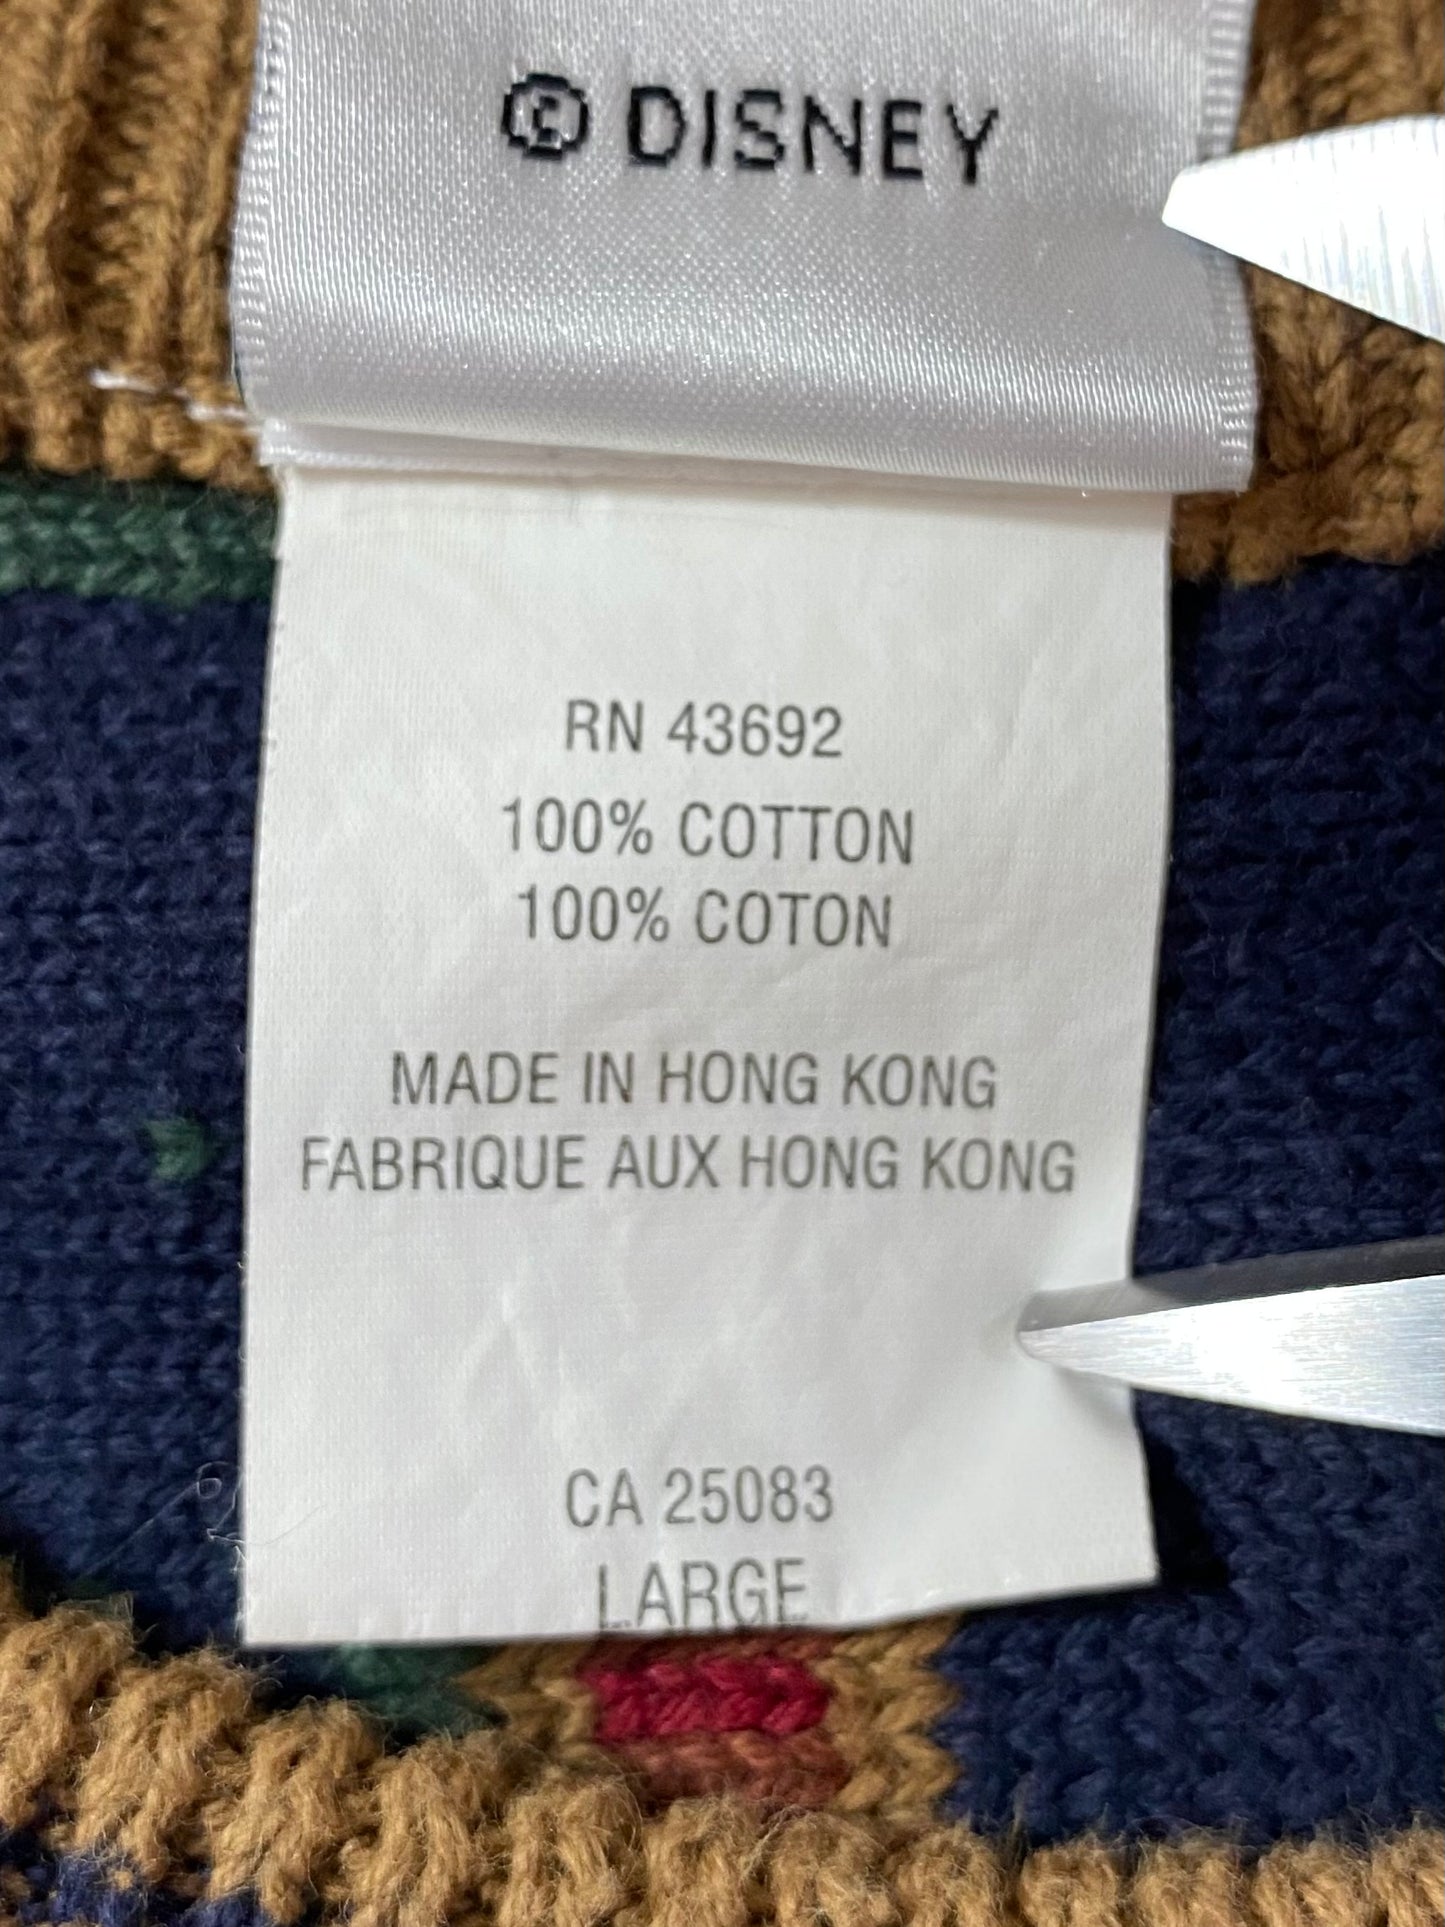 © DISNEY
RN 43692
100% COTTON
100% COTON
MADE IN HONG KONG
FABRIQUE AUX HONG KONG
CA 25083
LARGE